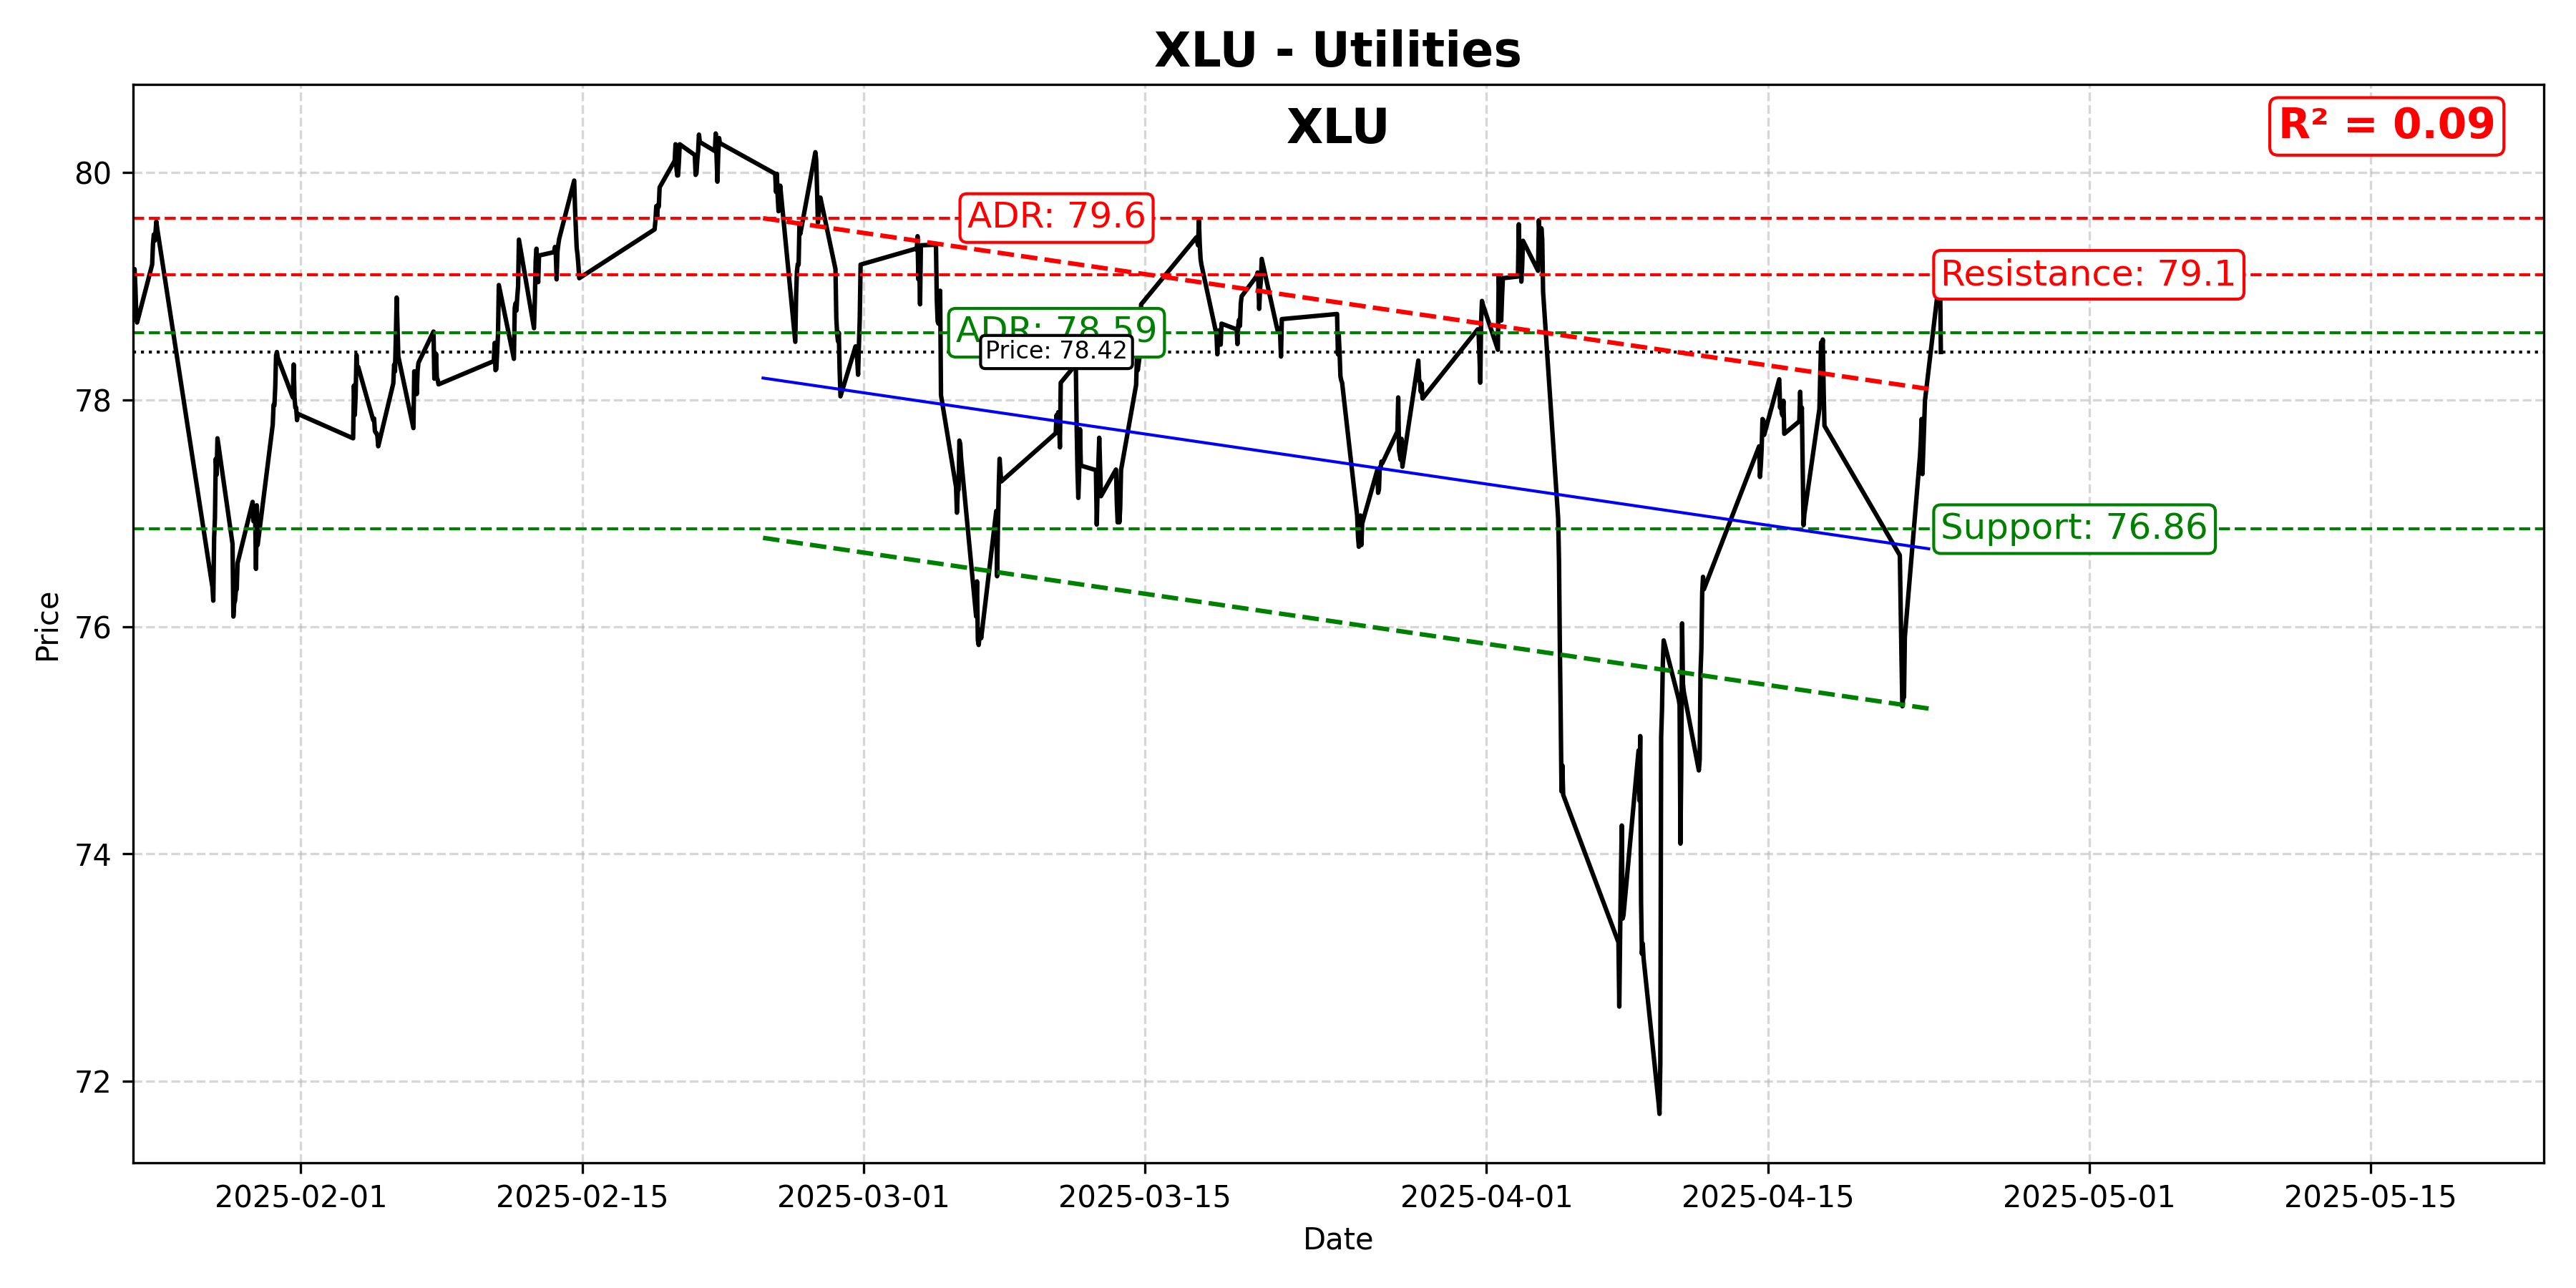 XLU - Utilities
XLU
R² = 0.09
80
78
76
74
72
Price
ADR: 79.6
Resistance: 79.1
ADR: 78.59
Price: 78.42
Support: 76.86
2025-02-01
2025-02-15
2025-03-01
2025-03-15
2025-04-01
2025-04-15
2025-05-01
2025-05-15
Date